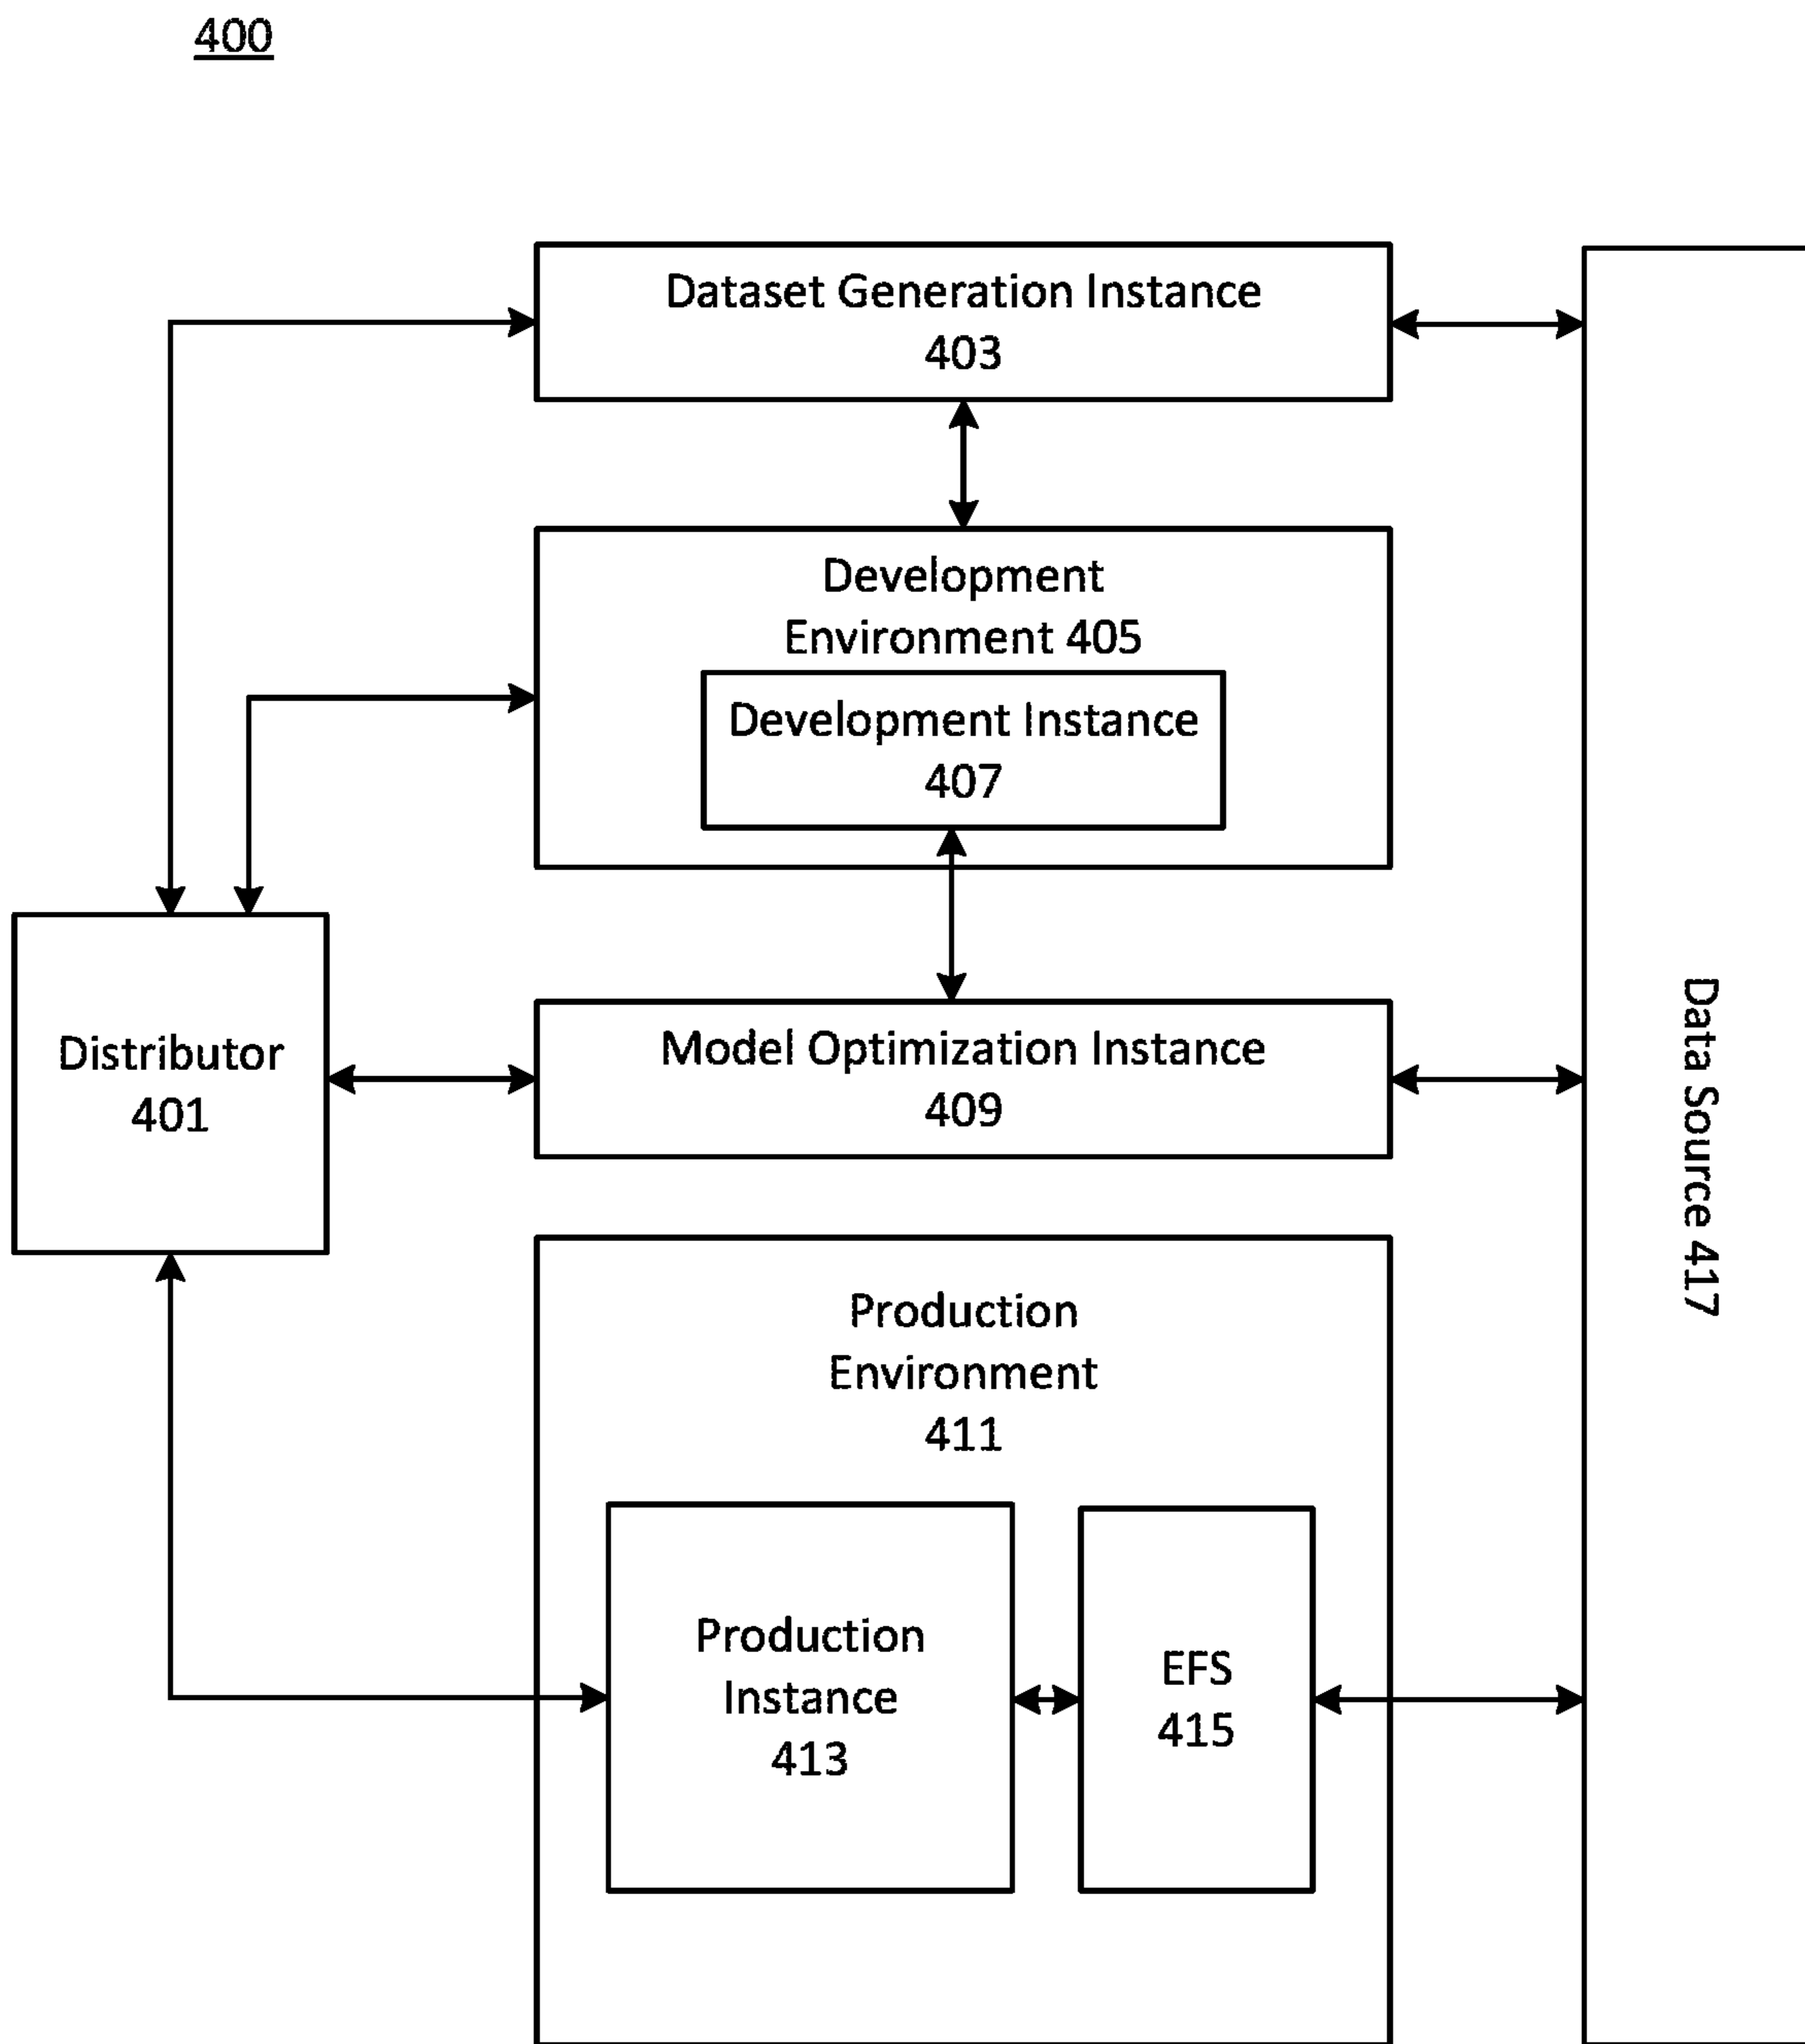 400
Dataset Generation Instance
403
Development
Environment 405
Development Instance
407
Distributor
401
Model Optimization Instance
409
Data Source 417
Production
Environment
411
Production
Instance
413
EFS
415